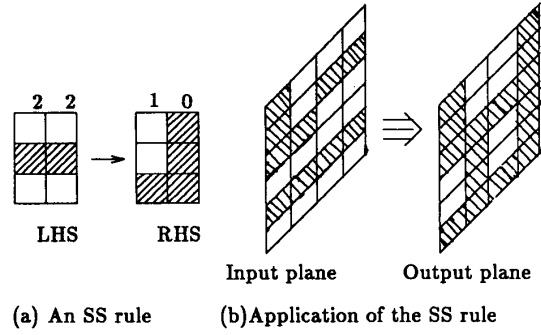 2 2
1 0
LHS
RHS
Input plane
Output plane
(a) An SS rule
(b)Application of the SS rule